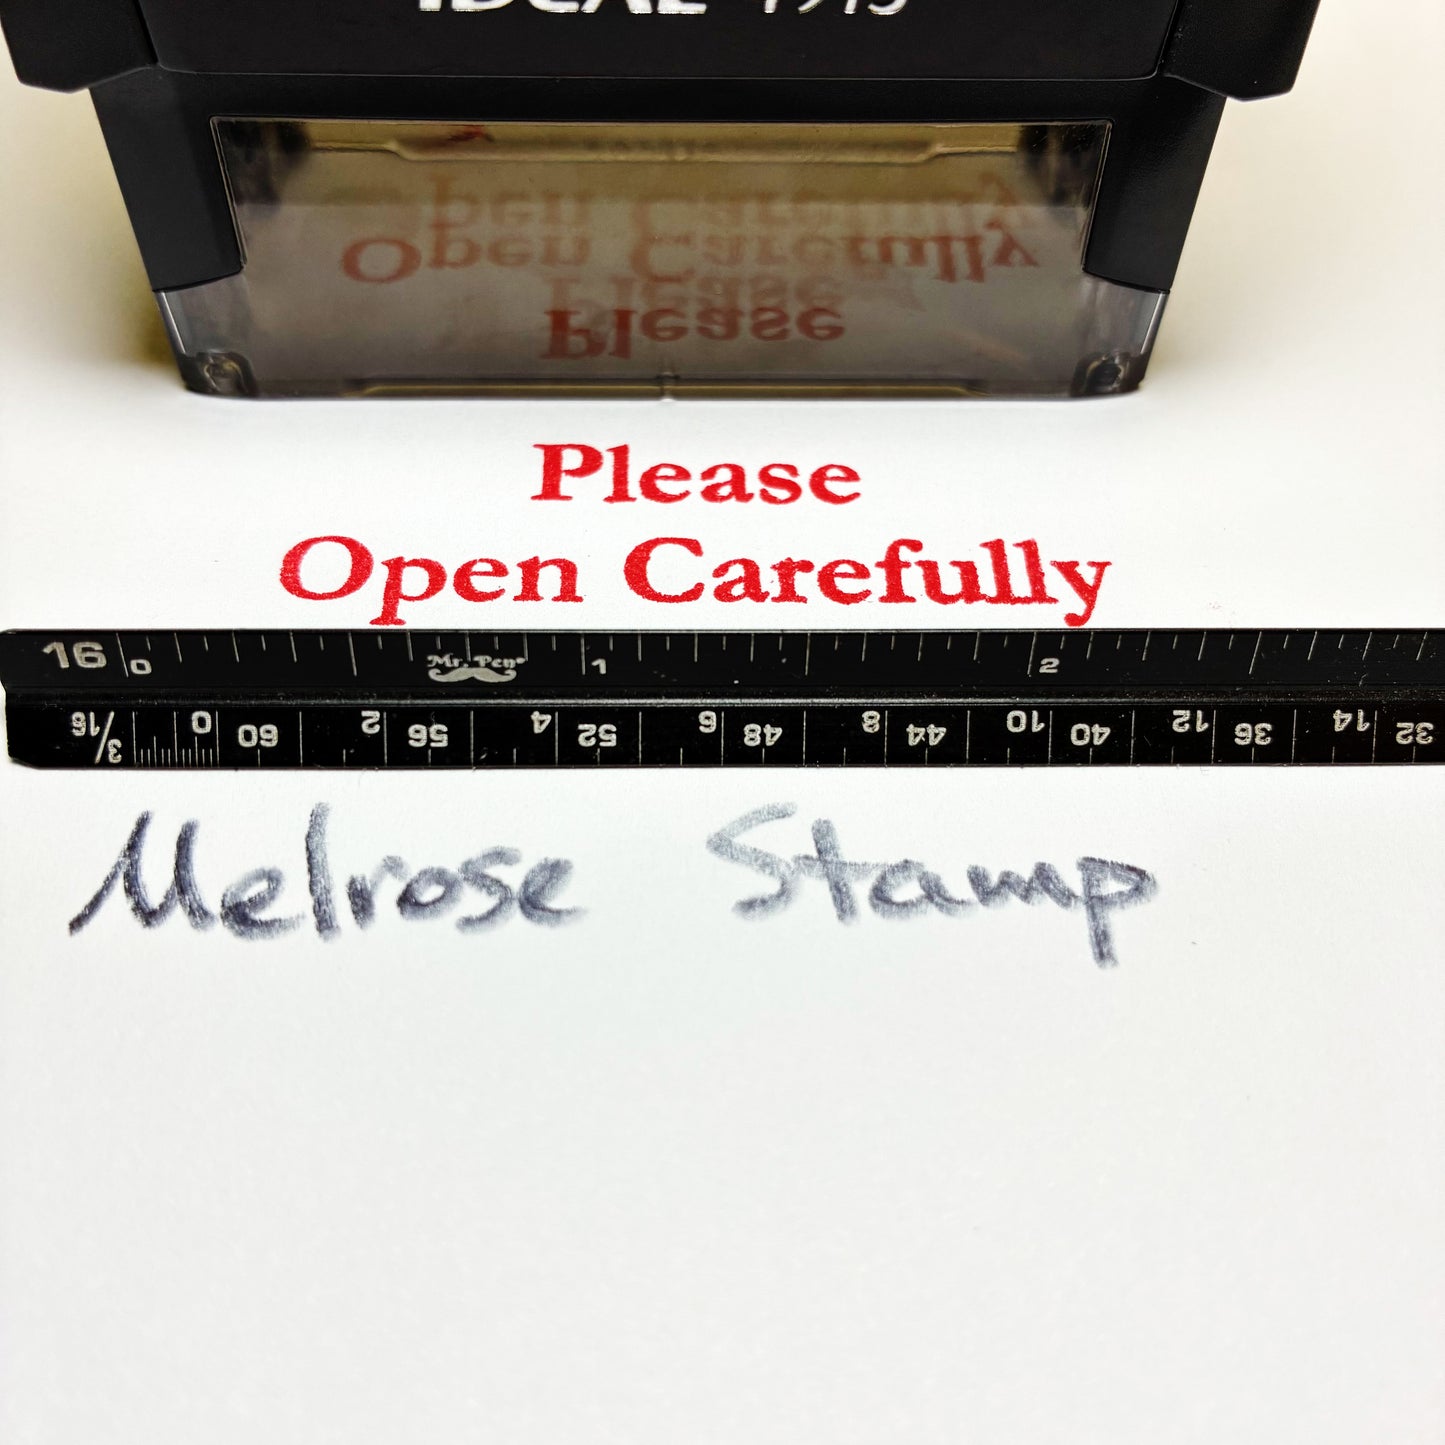 IDEAL 4913
Open Carefully
Please
Please
Open Carefully
16 0 Mr. Pen® 1 2
3/16 0 60 2 56 4 52 6 48 8 44 10 40 12 36 14 32
Melrose Stamp